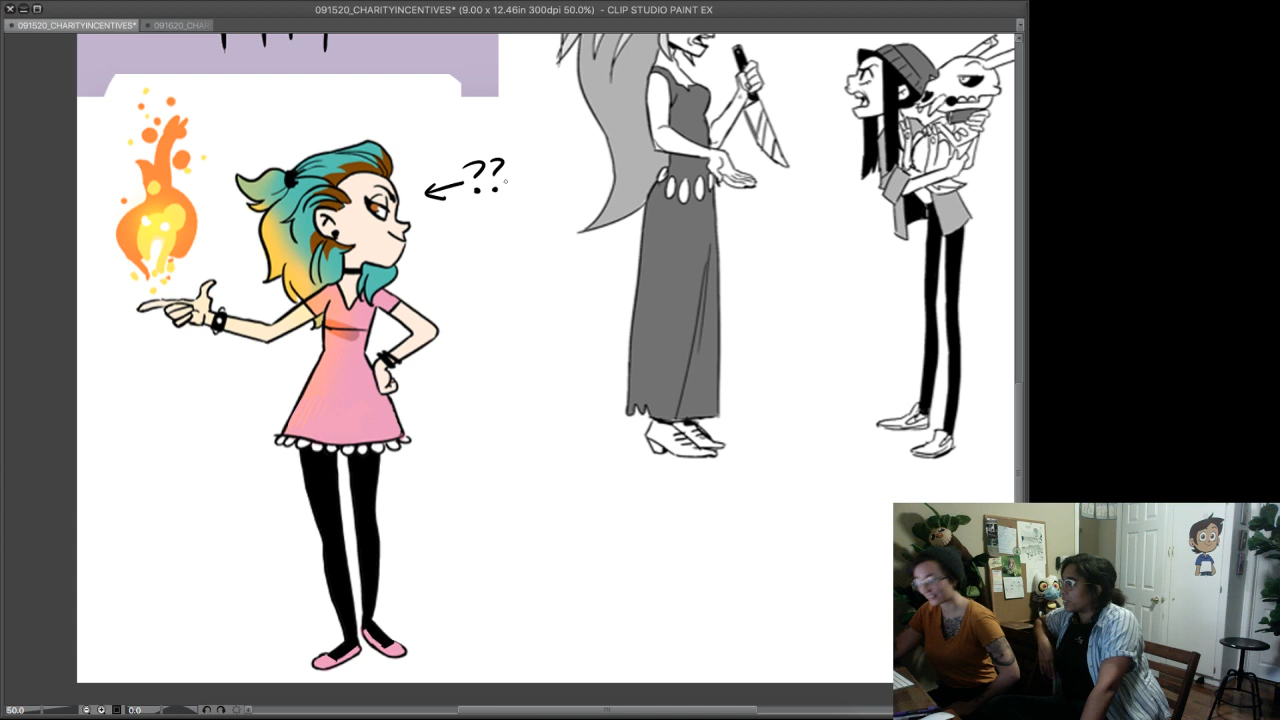 091520_CHARITYINCENTIVES* (9.00 x 12.46in 300dpi 50.0%) - CLIP STUDIO PAINT EX
091520_CHARITYINCENTIVES* 091620_CHAR
??
50.0 0.0